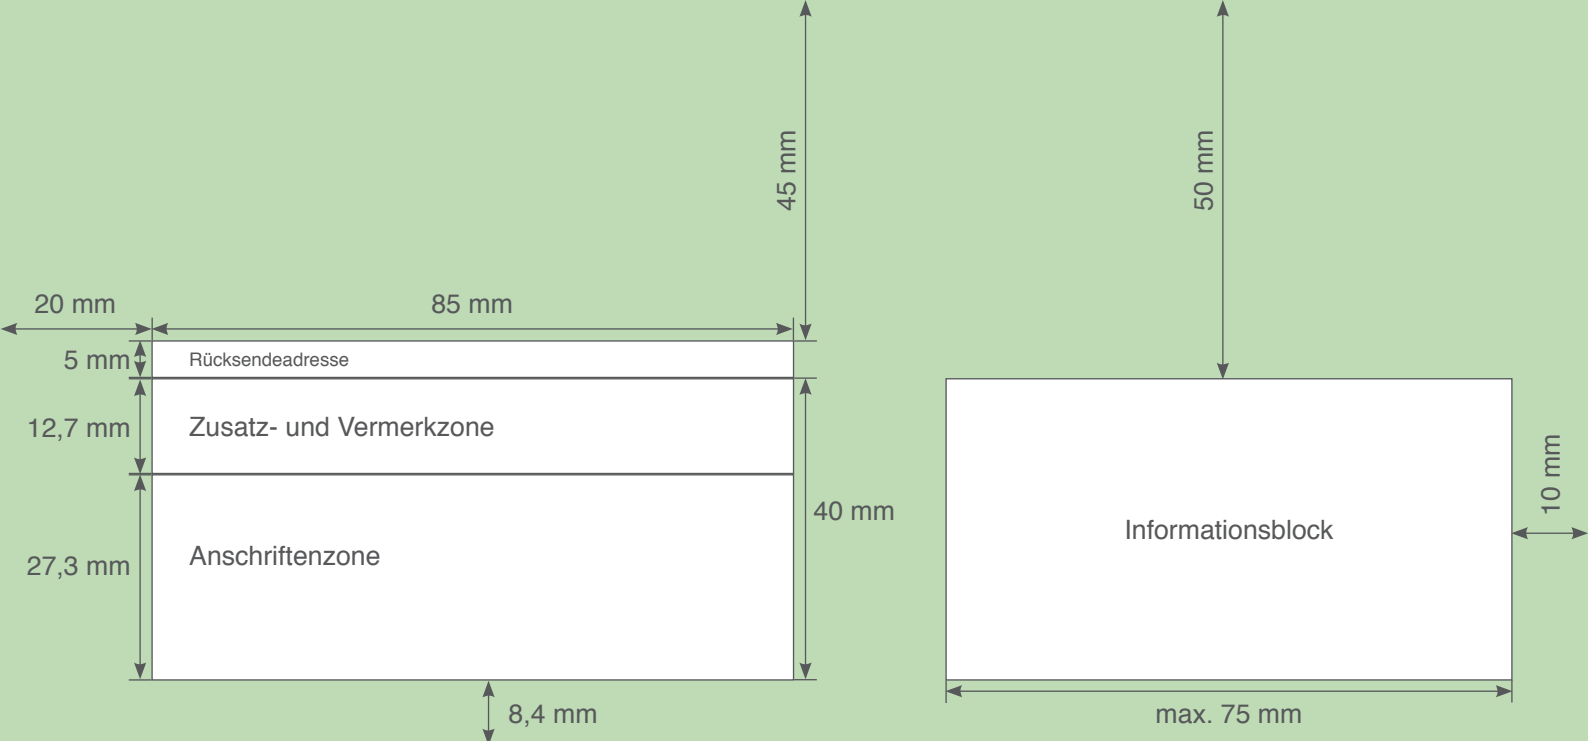 45 mm
50 mm
20 mm
85 mm
5 mm
Rücksendeadresse
12,7 mm
Zusatz- und Vermerkzone
40 mm
10 mm
Informationsblock
27,3 mm
Anschriftenzone
8,4 mm
max. 75 mm